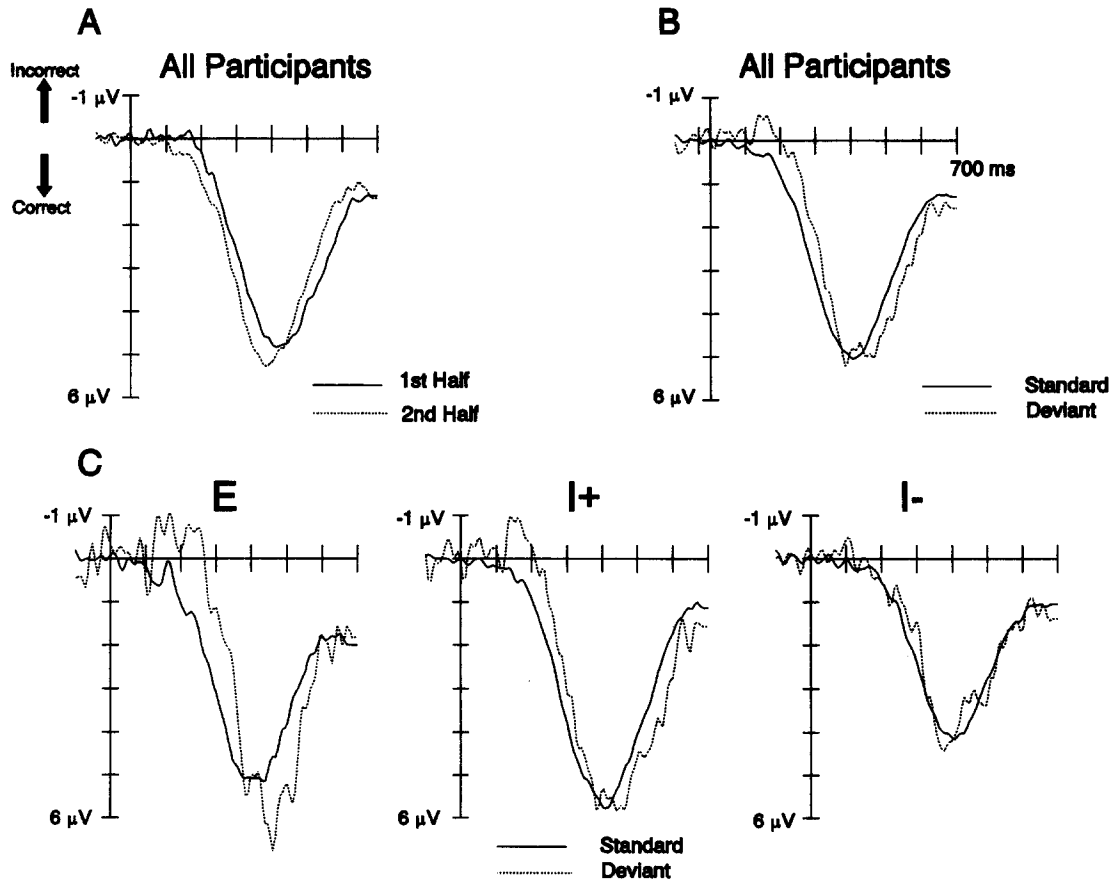 A
All Participants
Incorrect
Correct
-1 μV
6 μV
1st Half
2nd Half
B
All Participants
-1 μV
700 ms
6 μV
Standard
Deviant
C
E
-1 μV
6 μV
I+
-1 μV
6 μV
I-
-1 μV
6 μV
Standard
Deviant